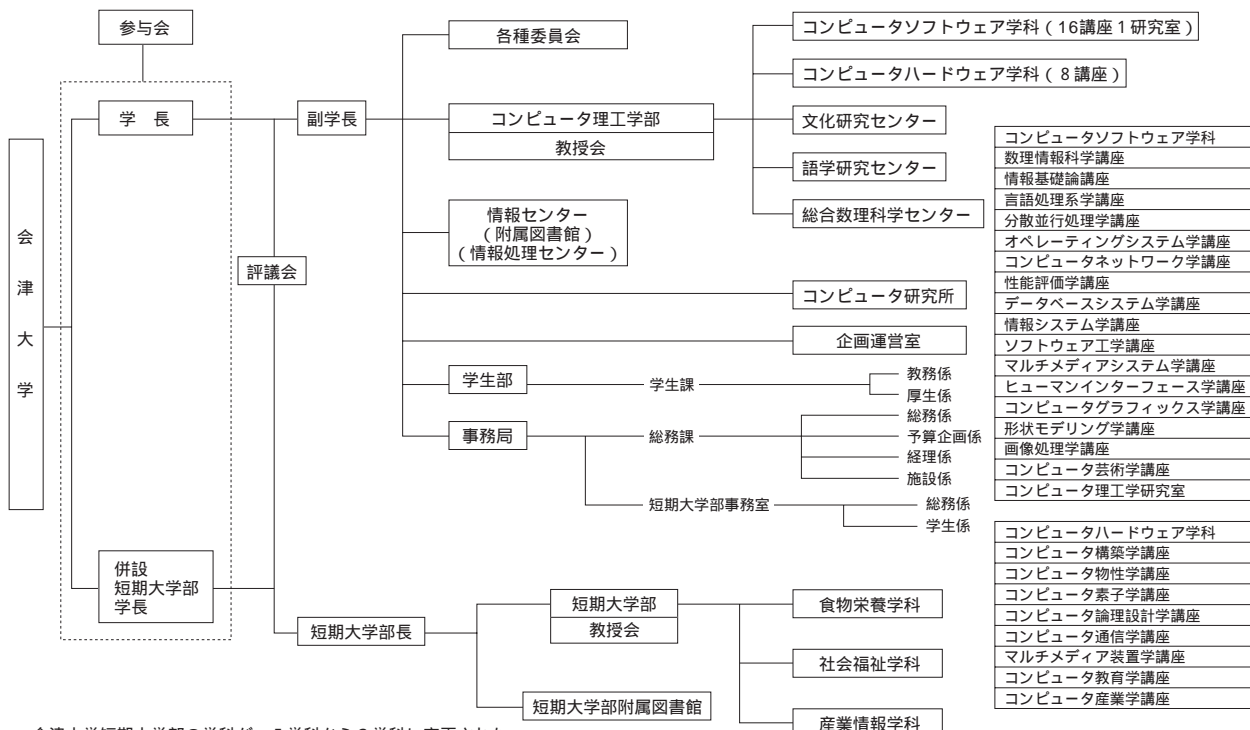 参与会
会津大学
学　長
併設
短期大学部
学長
評議会
副学長
短期大学部長
各種委員会
コンピュータ理工学部
教授会
情報センター
（附属図書館）
（情報処理センター）
コンピュータソフトウェア学科（16講座１研究室）
コンピュータハードウェア学科（８講座）
文化研究センター
語学研究センター
総合数理科学センター
コンピュータ研究所
企画運営室
学生部
学生課
教務係
厚生係
事務局
総務課
総務係
予算企画係
経理係
施設係
短期大学部事務室
総務係
学生係
短期大学部
教授会
短期大学部附属図書館
食物栄養学科
社会福祉学科
産業情報学科
コンピュータソフトウェア学科
数理情報科学講座
情報基礎論講座
言語処理系学講座
分散並行処理学講座
オペレーティングシステム学講座
コンピュータネットワーク学講座
性能評価学講座
データベースシステム学講座
情報システム学講座
ソフトウェア工学講座
マルチメディアシステム学講座
ヒューマンインターフェース学講座
コンピュータグラフィックス学講座
形状モデリング学講座
画像処理学講座
コンピュータ芸術学講座
コンピュータ理工学研究室
コンピュータハードウェア学科
コンピュータ構築学講座
コンピュータ物性学講座
コンピュータ素子学講座
コンピュータ論理設計学講座
コンピュータ通信学講座
マルチメディア装置学講座
コンピュータ教育学講座
コンピュータ産業学講座